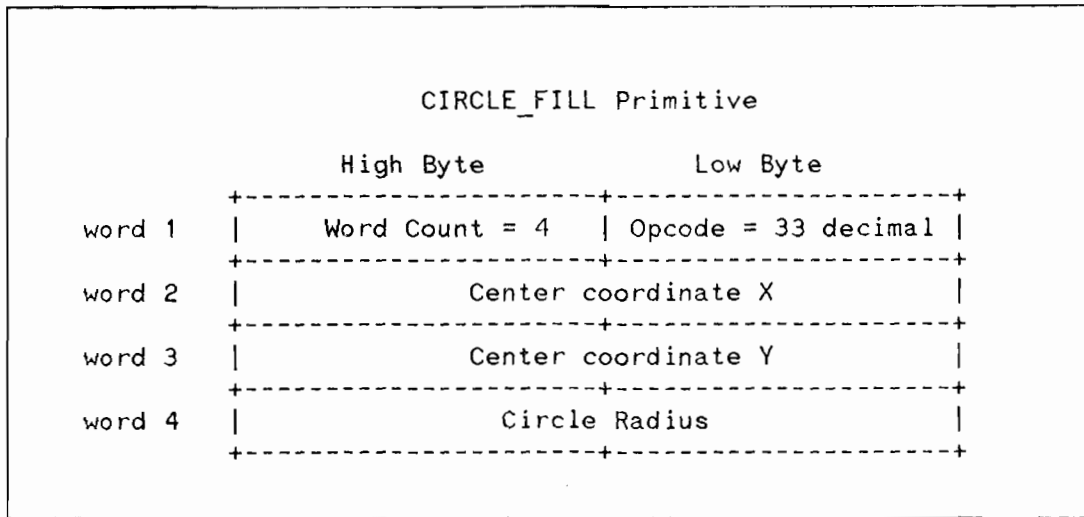 CIRCLE_FILL Primitive
High Byte Low Byte
+----------------------+---------------------+
word 1 | Word Count = 4 | Opcode = 33 decimal |
+----------------------+---------------------+
word 2 | Center coordinate X |
+----------------------+---------------------+
word 3 | Center coordinate Y |
+----------------------+---------------------+
word 4 | Circle Radius |
+----------------------+---------------------+